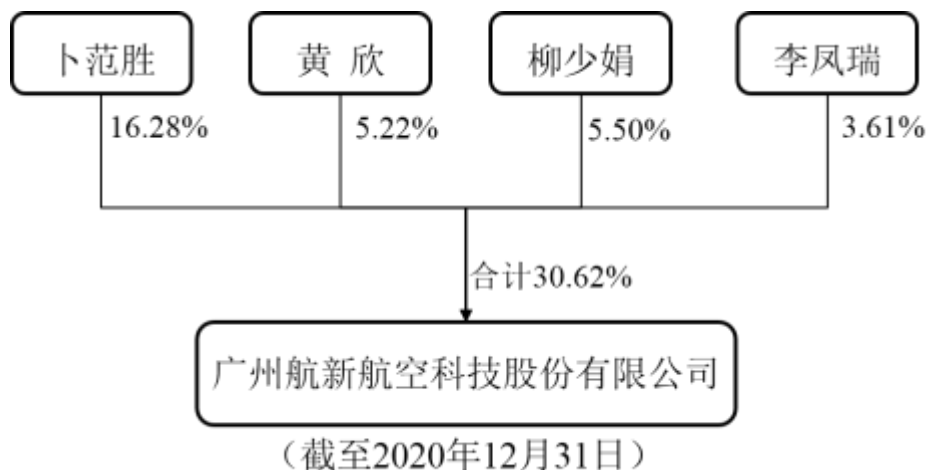 卜范胜 黄 欣 柳少娟 李凤瑞
16.28% 5.22% 5.50% 3.61%
合计30.62%
广州航新航空科技股份有限公司
（截至2020年12月31日）